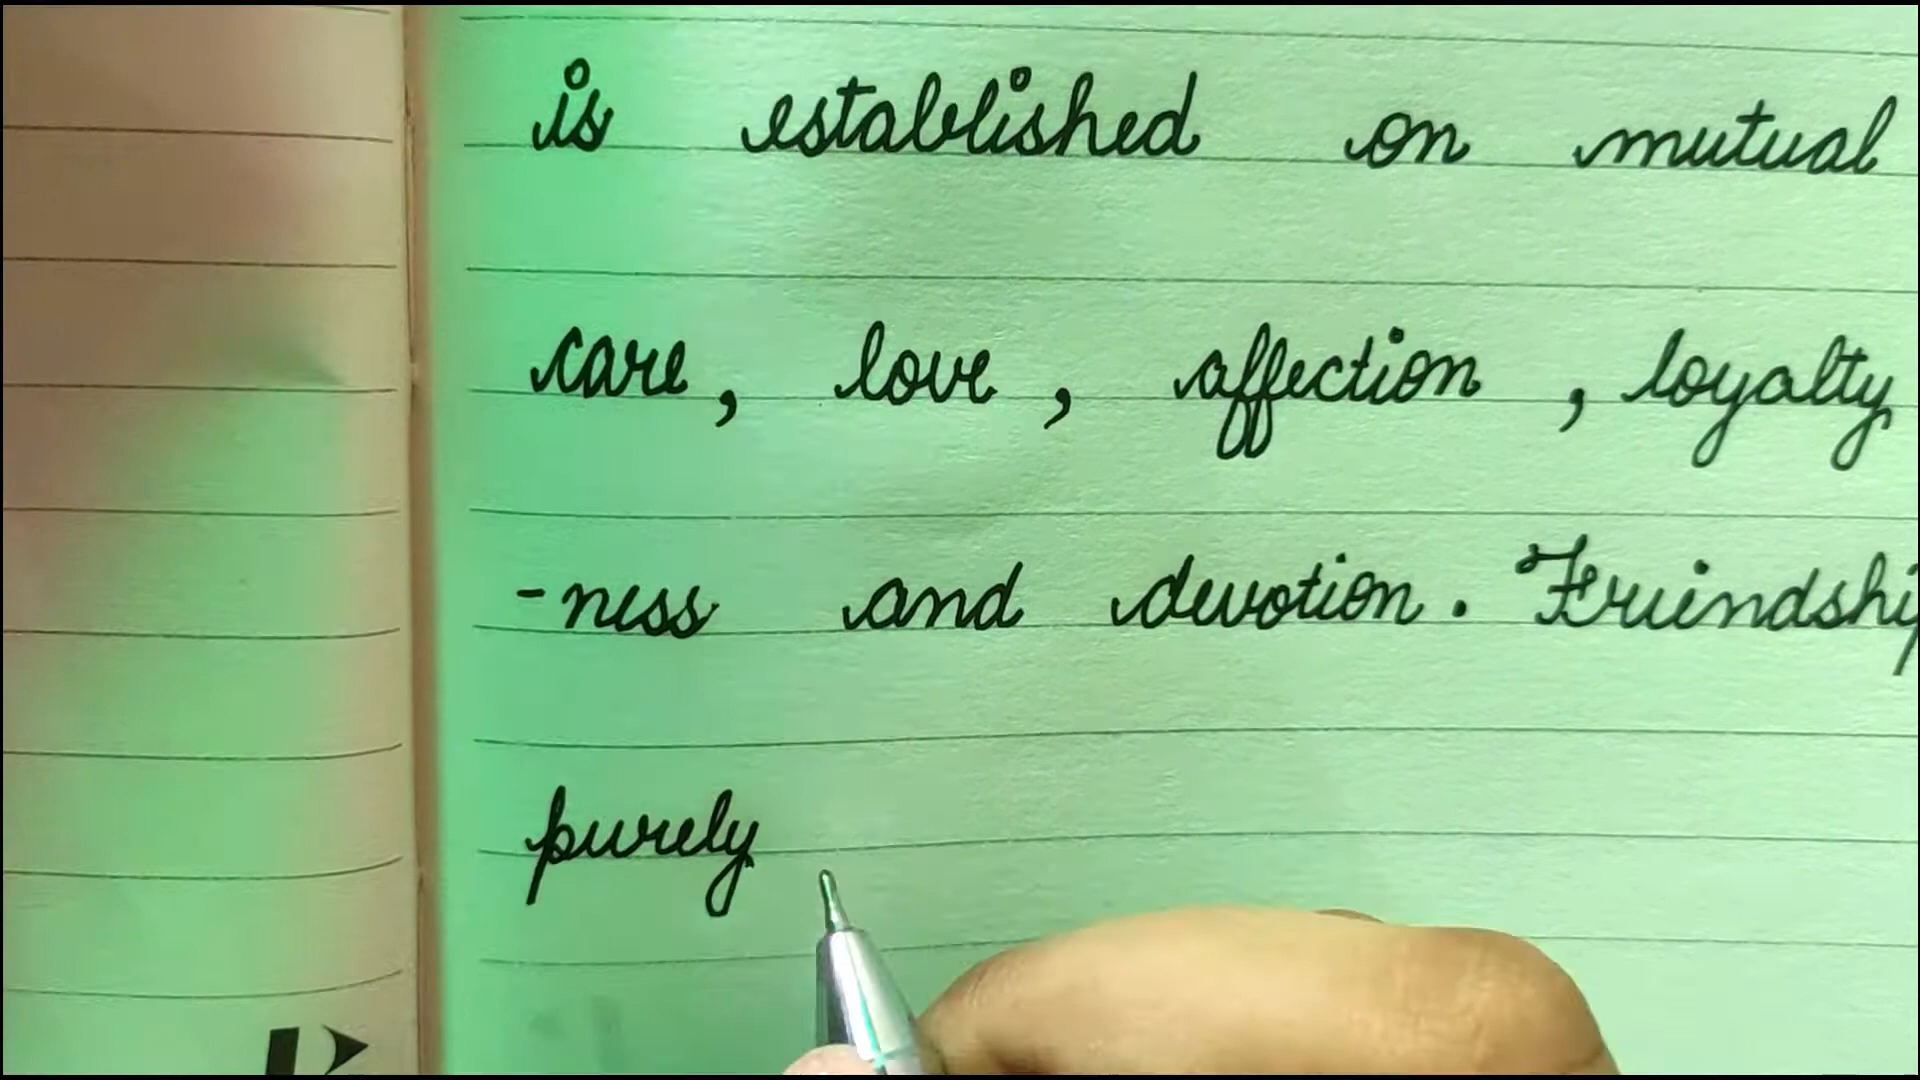 is established on mutual
care, love, affection, loyalty
-ness and devotion. Friendship
purely